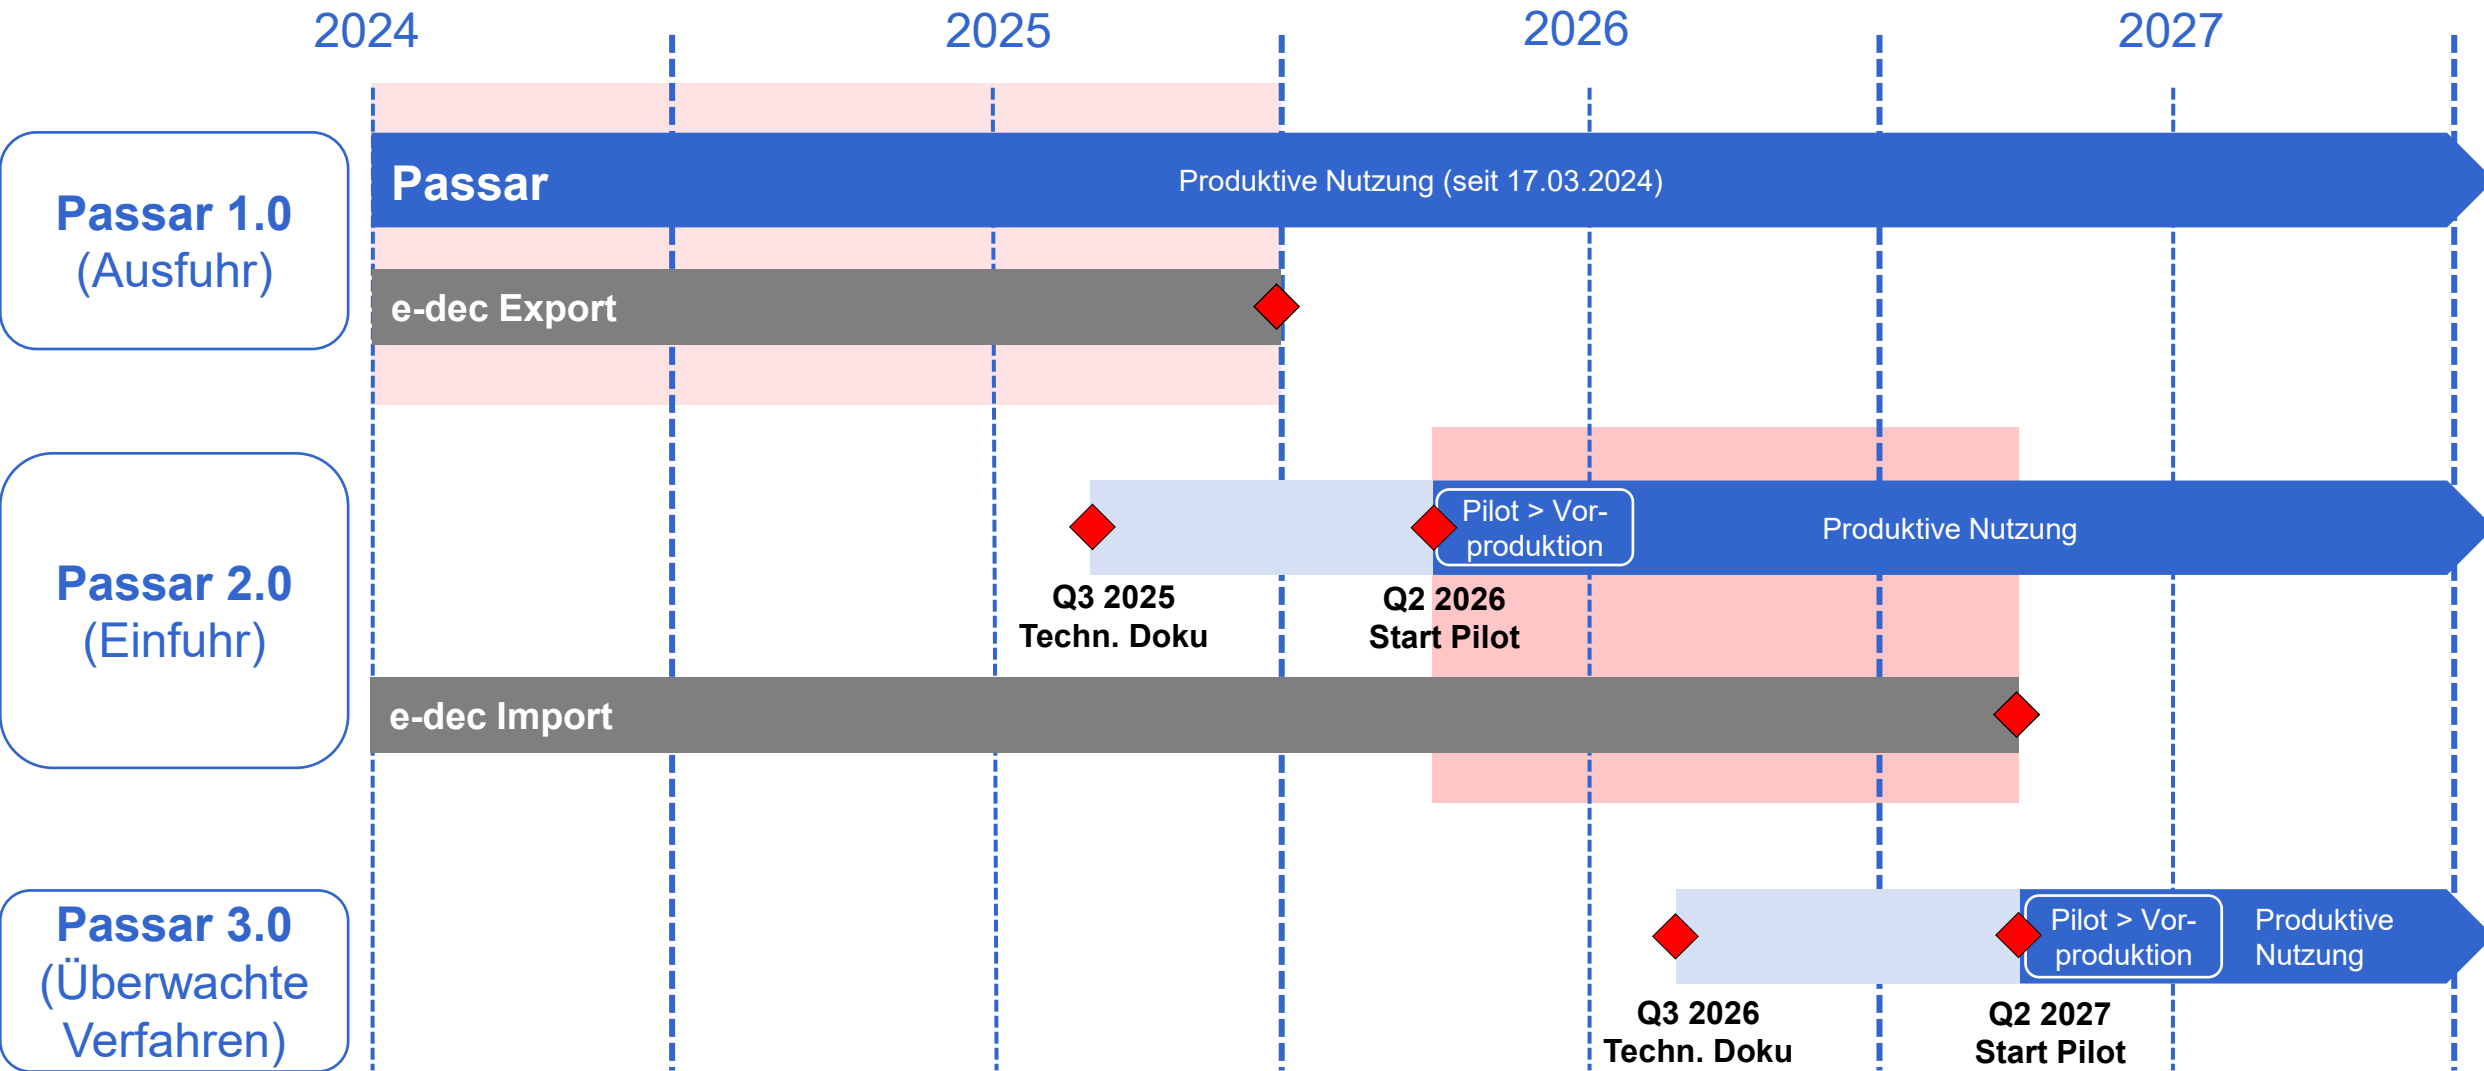 2024
2025
2026
2027
Passar 1.0
(Ausfuhr)
Passar
Produktive Nutzung (seit 17.03.2024)
e-dec Export
Passar 2.0
(Einfuhr)
Pilot > Vor-
produktion
Produktive Nutzung
Q3 2025
Techn. Doku
Q2 2026
Start Pilot
e-dec Import
Passar 3.0
(Überwachte
Verfahren)
Pilot > Vor-
produktion
Produktive
Nutzung
Q3 2026
Techn. Doku
Q2 2027
Start Pilot